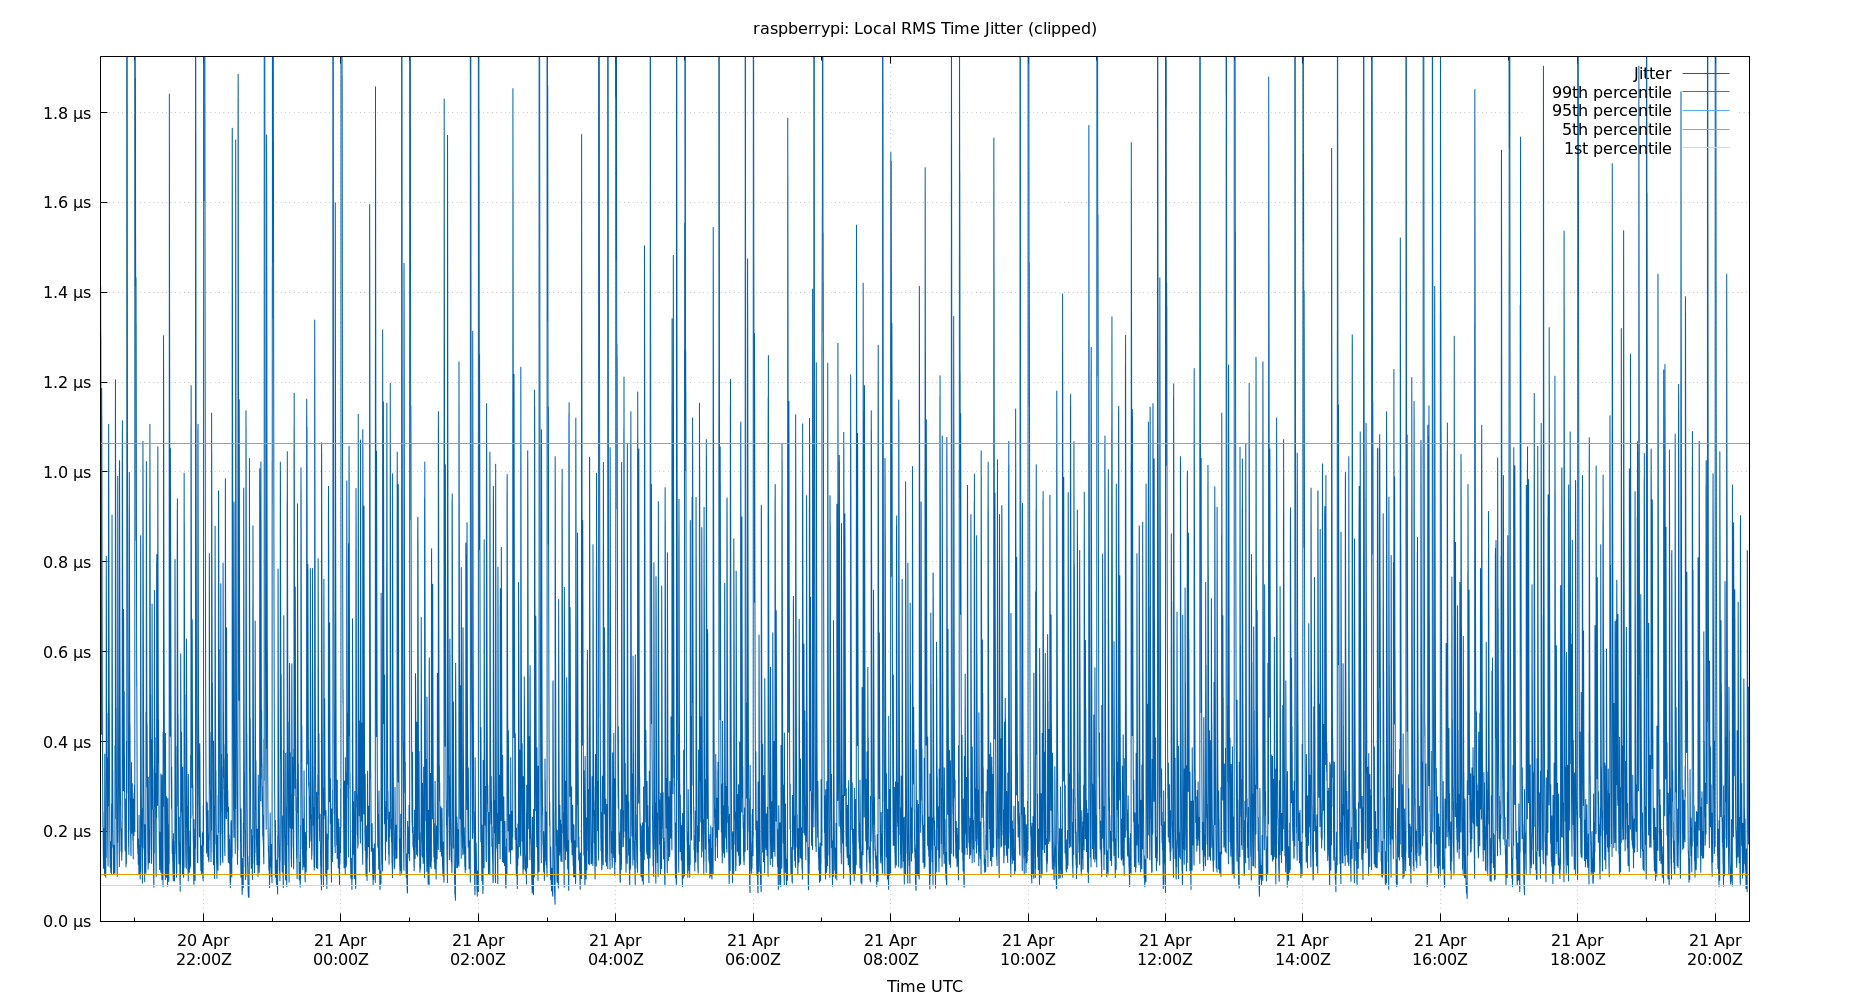 raspberrypi: Local RMS Time Jitter (clipped)
Jitter
99th percentile
95th percentile
5th percentile
1st percentile
1.8 µs
1.6 µs
1.4 µs
1.2 µs
1.0 µs
0.8 µs
0.6 µs
0.4 µs
0.2 µs
0.0 µs
20 Apr 21 Apr 21 Apr 21 Apr 21 Apr 21 Apr 21 Apr 21 Apr 21 Apr 21 Apr 21 Apr 21 Apr
22:00Z 00:00Z 02:00Z 04:00Z 06:00Z 08:00Z 10:00Z 12:00Z 14:00Z 16:00Z 18:00Z 20:00Z
Time UTC